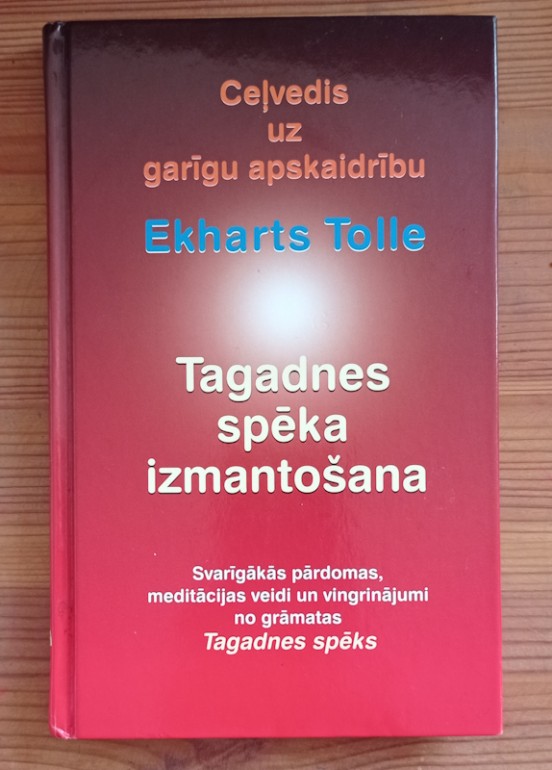 Ceļvedis
uz
garīgu apskaidrību
Ekharts Tolle
Tagadnes
spēka
izmantošana
Svarīgākās pārdomas,
meditācijas veidi un vingrinājumi
no grāmatas
Tagadnes spēks